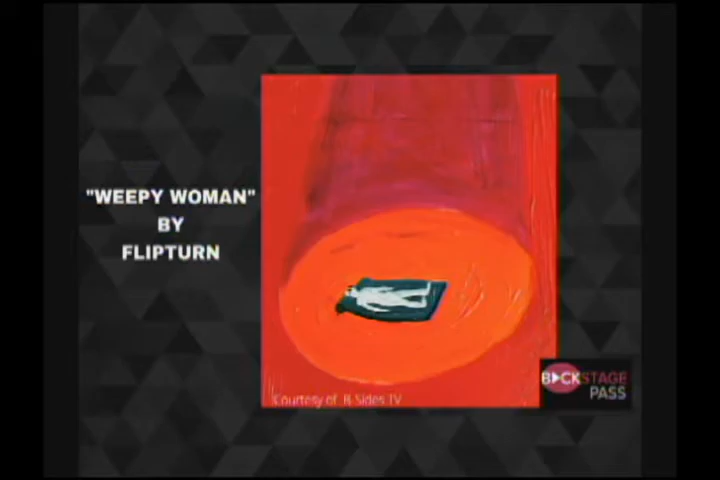 "WEEPY WOMAN"
BY
FLIPTURN
Courtesy of B-Sides TV
BACKSTAGE
PASS